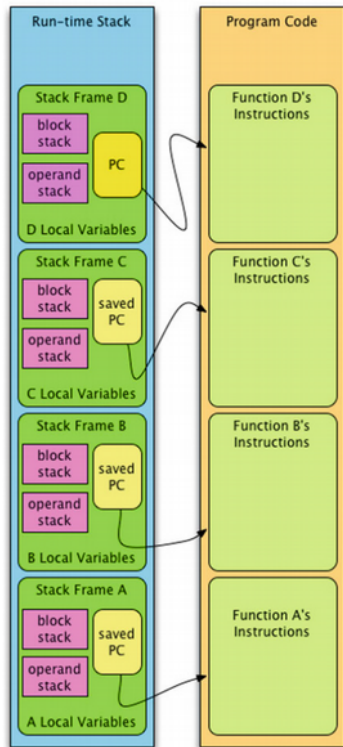 Run-time Stack
Program Code
Stack Frame D
block
stack
PC
operand
stack
D Local Variables
Function D's
Instructions
Stack Frame C
block
stack
saved
PC
operand
stack
C Local Variables
Function C's
Instructions
Stack Frame B
block
stack
saved
PC
operand
stack
B Local Variables
Function B's
Instructions
Stack Frame A
block
stack
saved
PC
operand
stack
A Local Variables
Function A's
Instructions